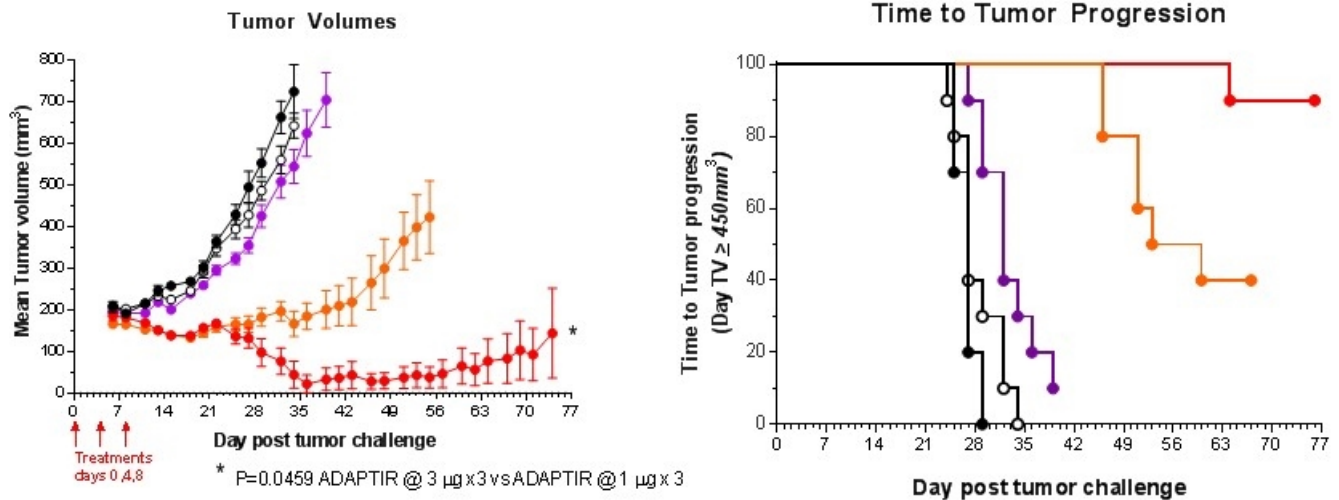 Tumor Volumes
Mean Tumor volume (mm³)
800
700
600
500
400
300
200
100
0
0 7 14 21 28 35 42 49 56 63 70 77
Day post tumor challenge
Treatments
days 0,4,8
*
* P=0.0459 ADAPTIR @ 3 µg x 3 vs ADAPTIR @ 1 µg x 3
Time to Tumor Progression
Time to Tumor progression
(Day TV ≥ 450mm³)
100
80
60
40
20
0
0 7 14 21 28 35 42 49 56 63 70 77
Day post tumor challenge